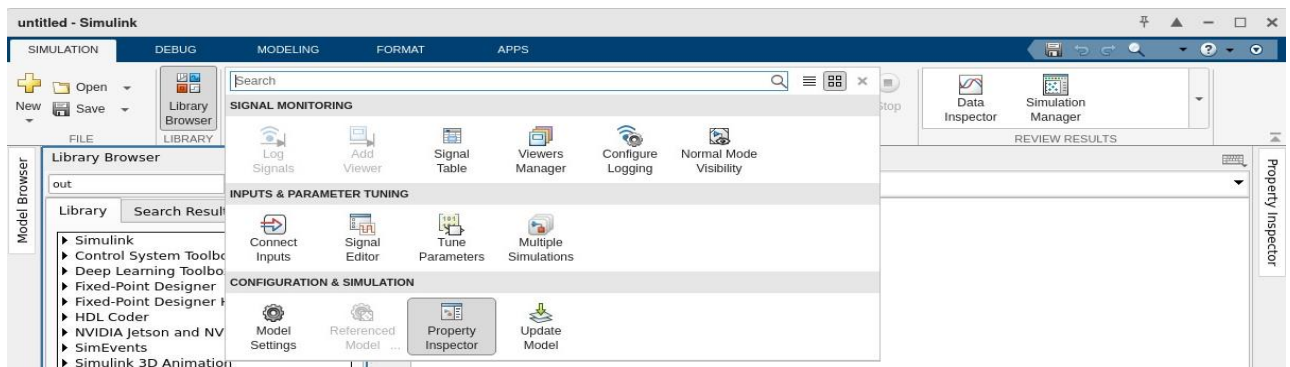 untitled - Simulink
SIMULATION DEBUG MODELING FORMAT APPS
New
Open
Save
FILE
Library
Browser
LIBRARY
Search
SIGNAL MONITORING
Log
Signals
Add
Viewer
Signal
Table
Viewers
Manager
Configure
Logging
Normal Mode
Visibility
INPUTS & PARAMETER TUNING
Connect
Inputs
Signal
Editor
Tune
Parameters
Multiple
Simulations
CONFIGURATION & SIMULATION
Model
Settings
Referenced
Model ...
Property
Inspector
Update
Model
Stop
Data
Inspector
Simulation
Manager
REVIEW RESULTS
Model Browser
Library Browser
out
Library Search Resul
Simulink
Control System Toolbo
Deep Learning Toolbo
Fixed-Point Designer
Fixed-Point Designer H
HDL Coder
NVIDIA Jetson and NV
SimEvents
Simulink 3D Animation
Property Inspector